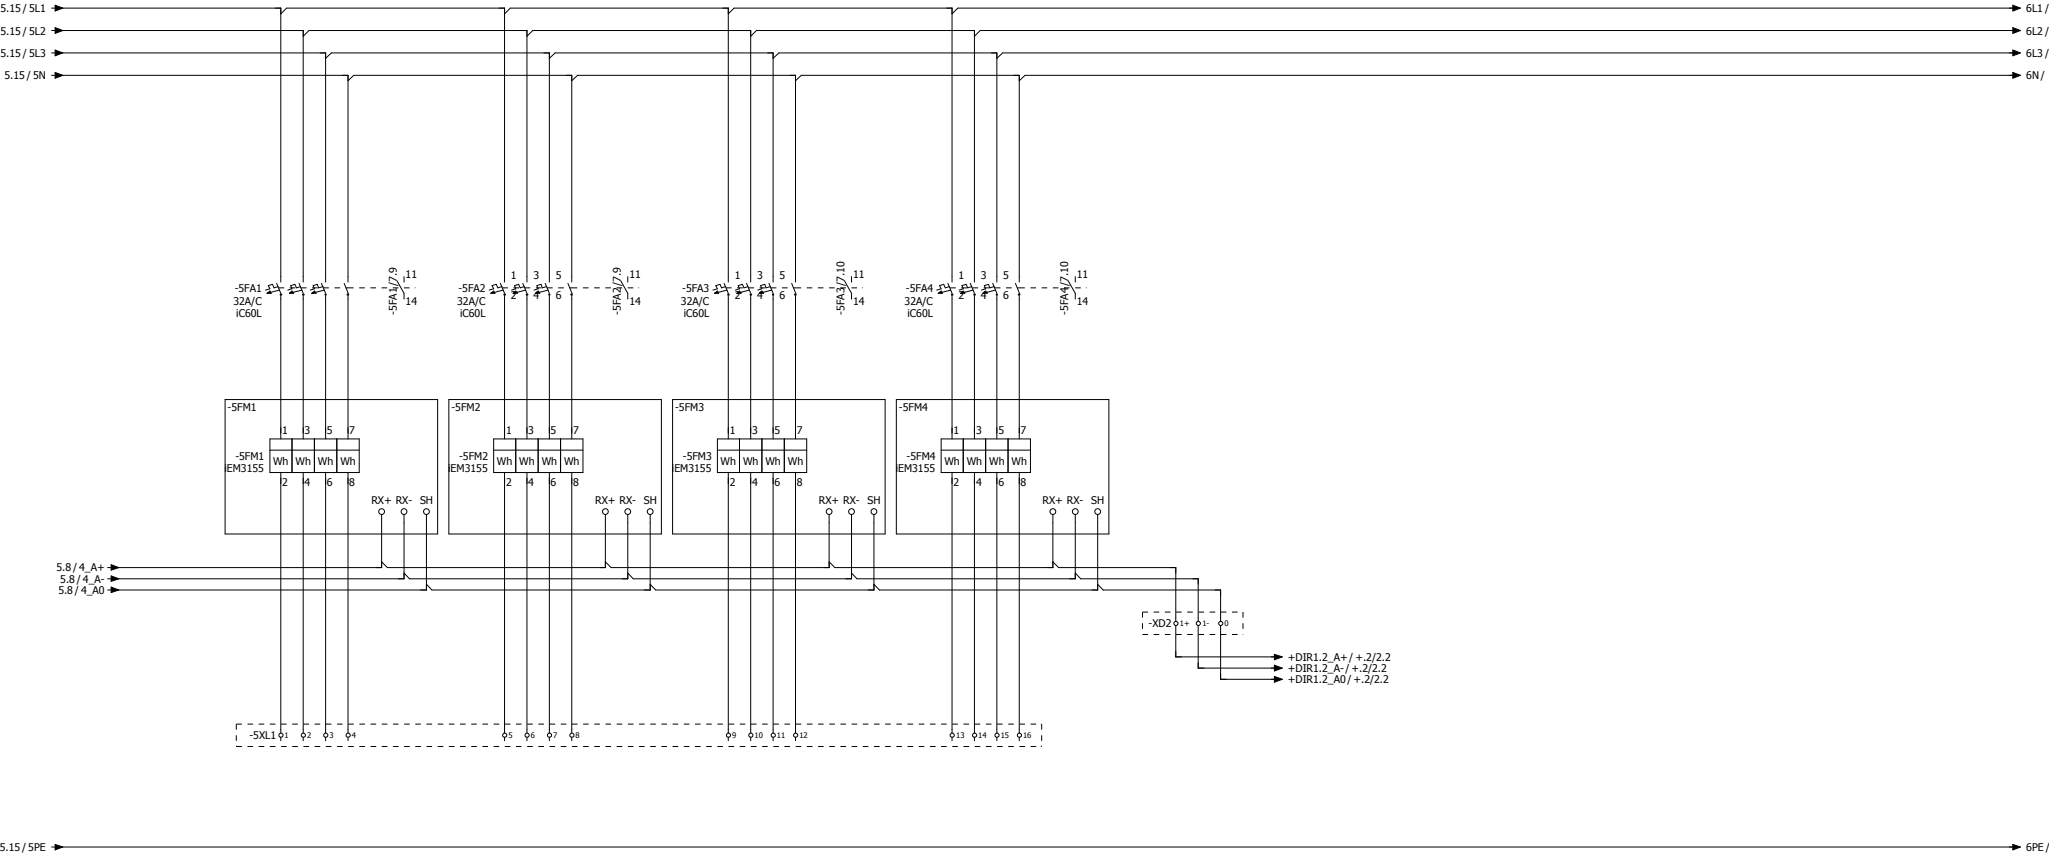 5.15 / 5L1 6L1 /
5.15 / 5L2 6L2 /
5.15 / 5L3 6L3 /
5.15 / 5N 6N /
-5FA1
32A/C
iC60L
-5FA1/7.9
11
14
-5FA2
32A/C
iC60L
1 3 5
2 4 6
-5FA2/7.9
11
14
-5FA3
32A/C
iC60L
1 3 5
2 4 6
-5FA3/7.10
11
14
-5FA4
32A/C
iC60L
1 3 5
2 4 6
-5FA4/7.10
11
14
-5FM1
1 3 5 7
-5FM1
iEM3155
Wh Wh Wh Wh
2 4 6 8
RX+ RX- SH
-5FM2
1 3 5 7
-5FM2
iEM3155
Wh Wh Wh Wh
2 4 6 8
RX+ RX- SH
-5FM3
1 3 5 7
-5FM3
iEM3155
Wh Wh Wh Wh
2 4 6 8
RX+ RX- SH
-5FM4
1 3 5 7
-5FM4
iEM3155
Wh Wh Wh Wh
2 4 6 8
RX+ RX- SH
5.8 / 4_A+
5.8 / 4_A-
5.8 / 4_A0
-XD2 1+ 1- 0
+DIR1.2_A+ / +.2/2.2
+DIR1.2_A- / +.2/2.2
+DIR1.2_A0 / +.2/2.2
-5XL1 1 2 3 4 5 6 7 8 9 10 11 12 13 14 15 16
5.15 / 5PE 6PE /